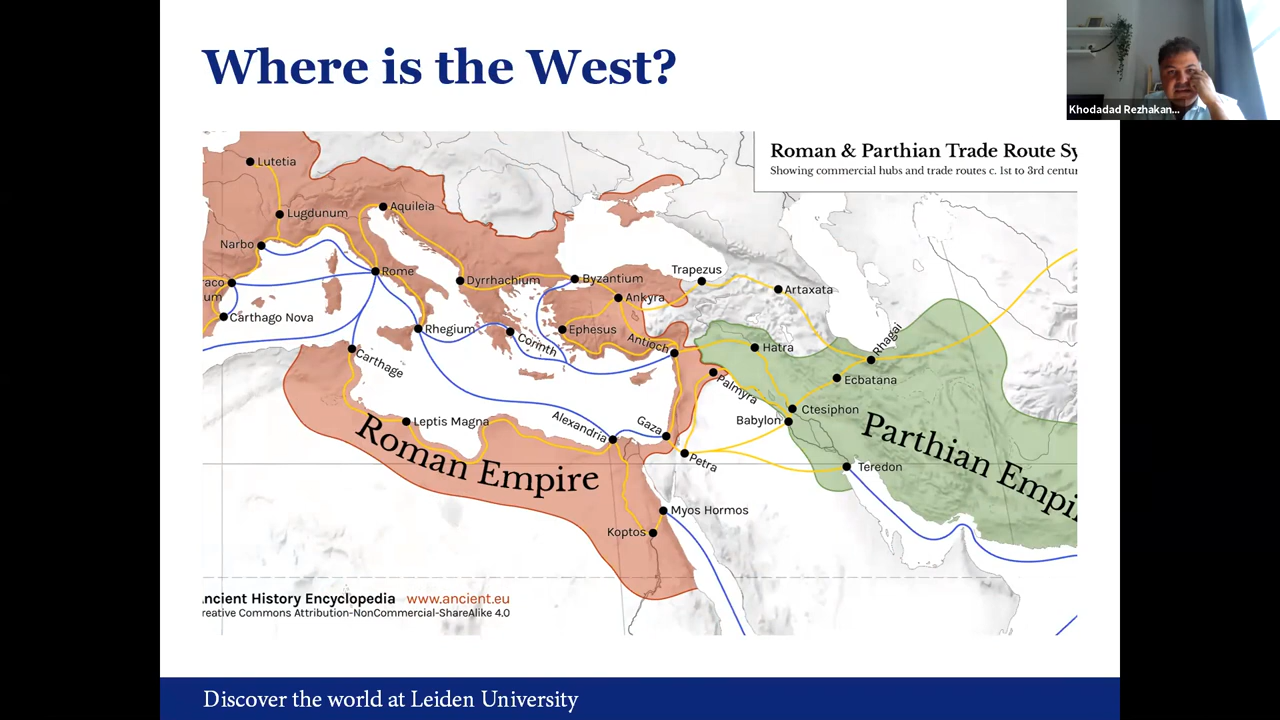 Where is the West?
Khodadad Rezhakan...
Roman & Parthian Trade Route Sy
Showing commercial hubs and trade routes c. 1st to 3rd centur
Lutetia
Aquileia
Lugdunum
Narbo
Rome
Trapezus
raco
um
Dyrrhachium
Byzantium
Artaxata
Ankyra
Carthago Nova
Rhegium
Corinth
Ephesus
Antioch
Hatra
Rhagai
Carthage
Palmyra
Ecbatana
Leptis Magna
Alexandria
Gaza
Babylon
Ctesiphon
Petra
Teredon
Roman Empire
Parthian Empi
Myos Hormos
Koptos
ncient History Encyclopedia www.ancient.eu
reative Commons Attribution-NonCommercial-ShareAlike 4.0
Discover the world at Leiden University